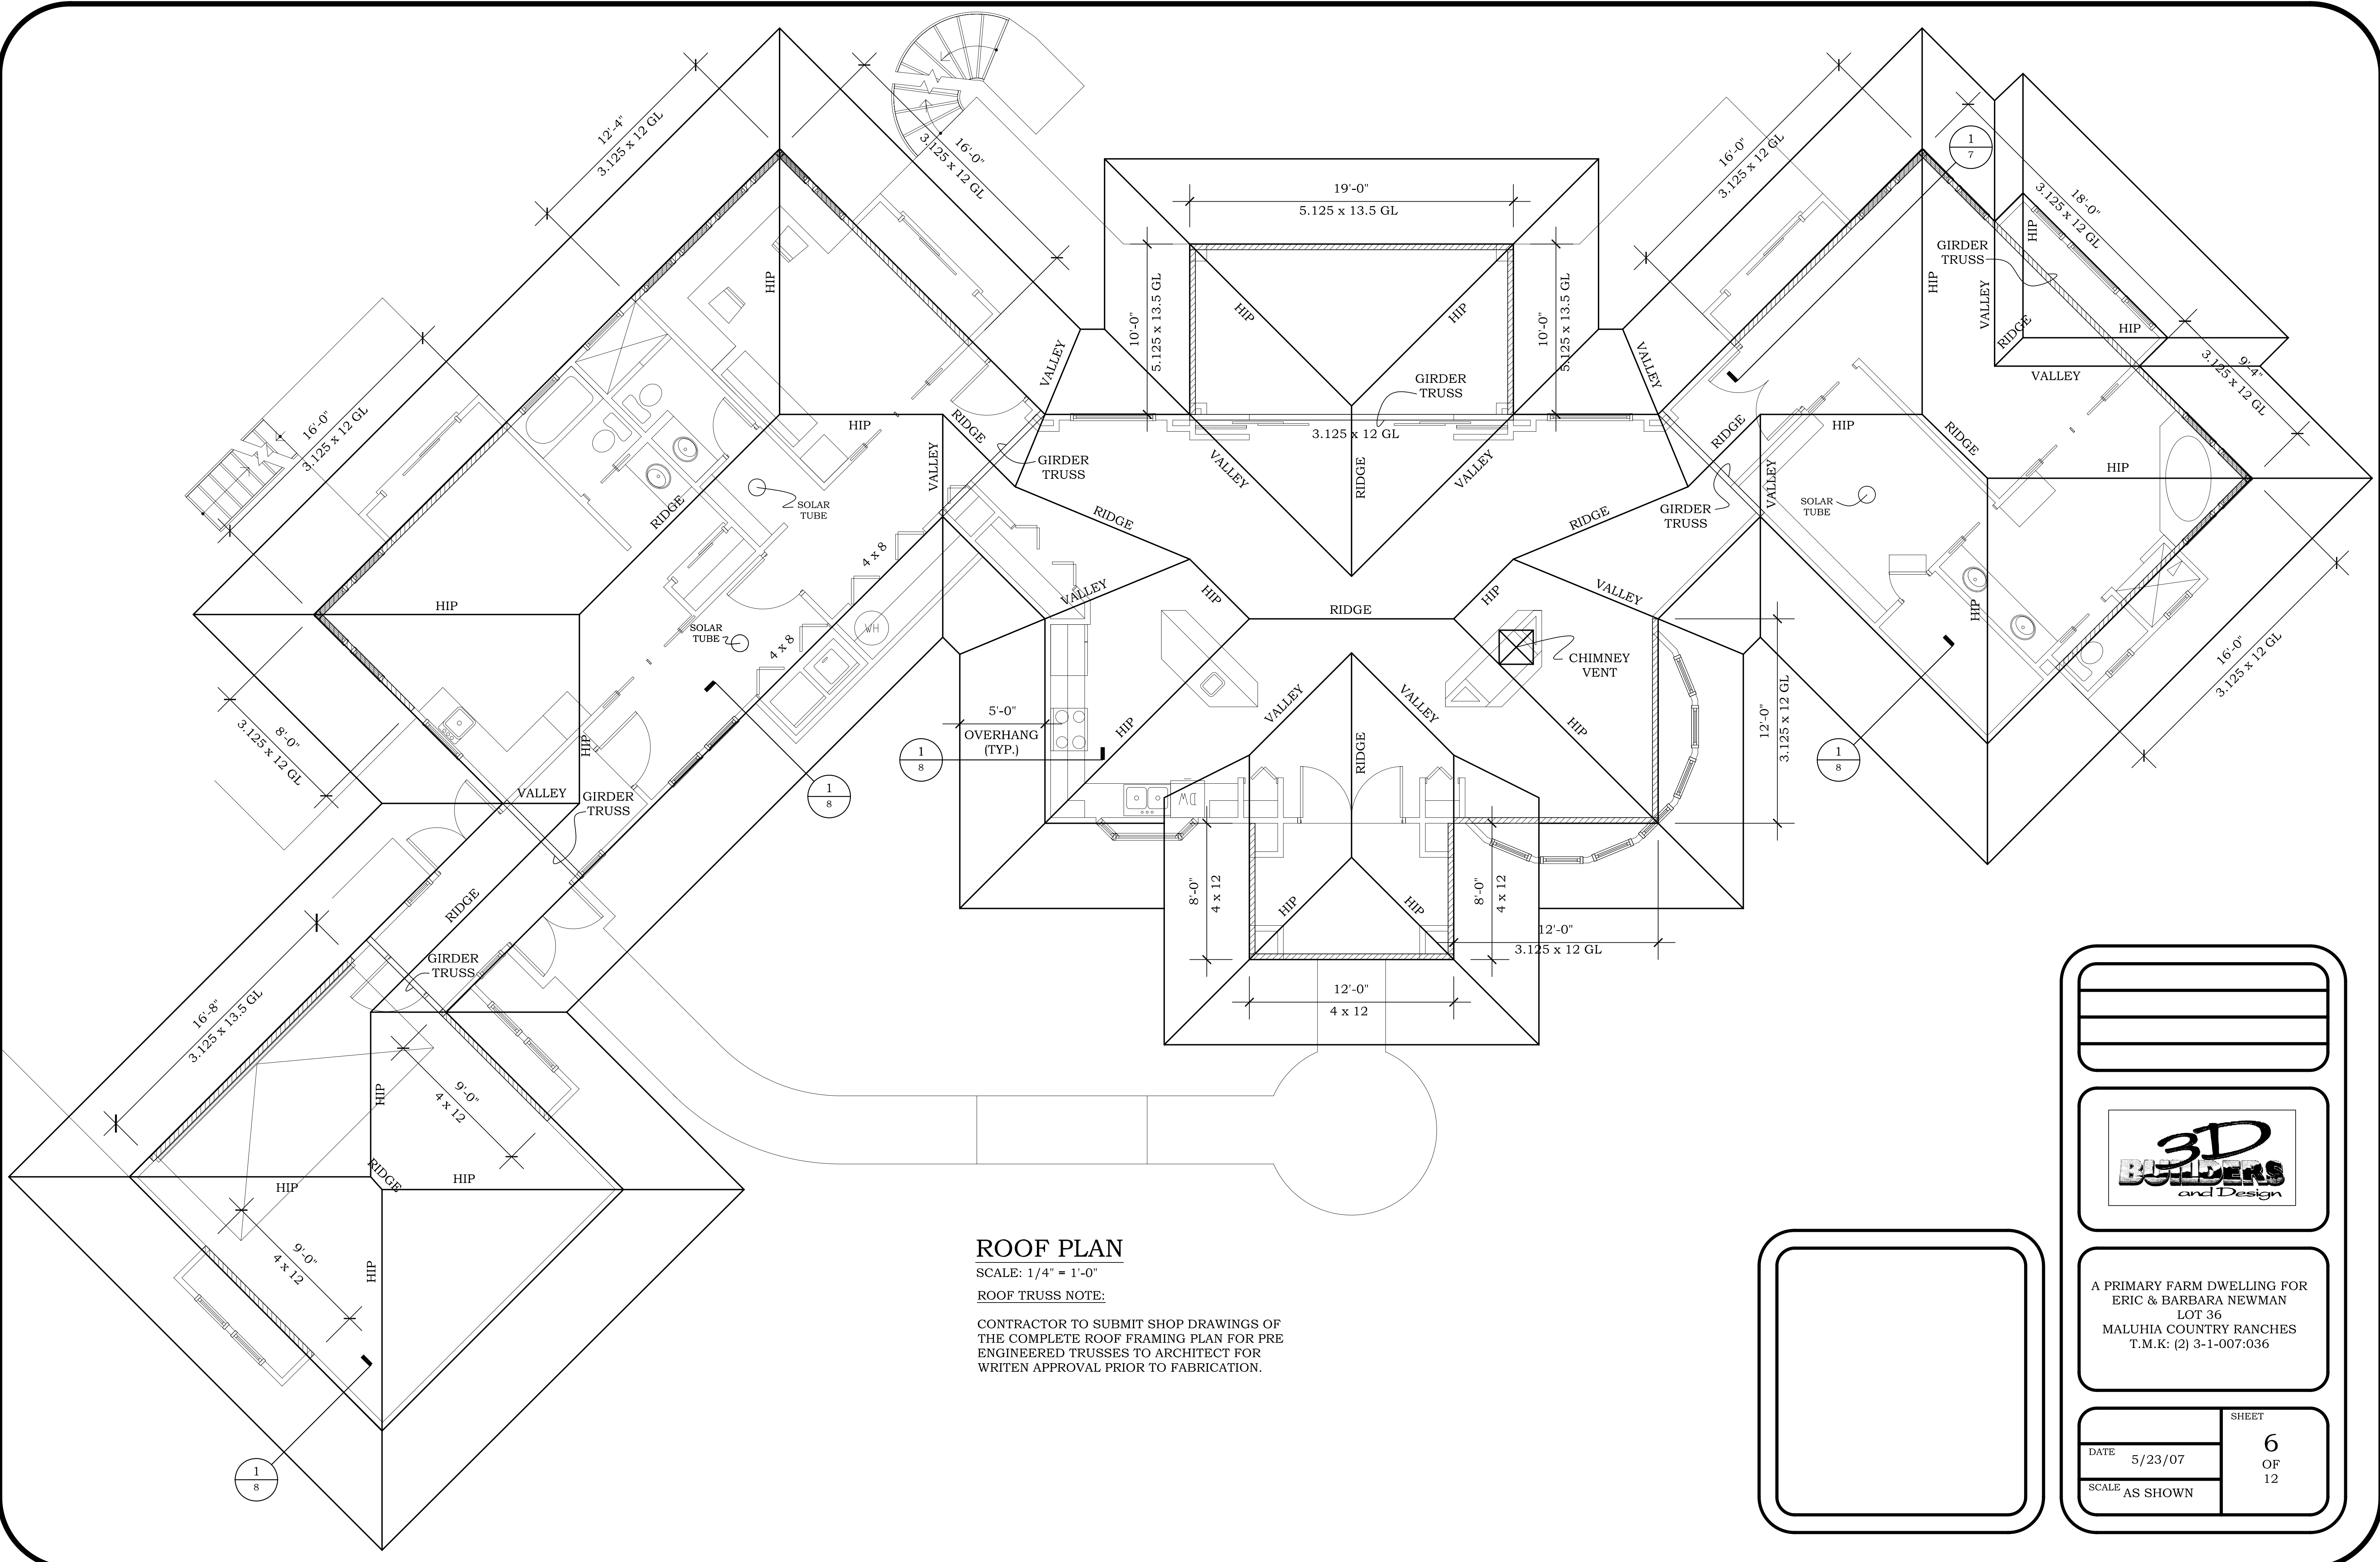 12'-4"
3.125 x 12 GL
16'-0"
3.125 x 12 GL
19'-0"
5.125 x 13.5 GL
10'-0"
5.125 x 13.5 GL
10'-0"
5.125 x 13.5 GL
16'-0"
3.125 x 12 GL
1
7
18'-0"
3.125 x 12 GL
GIRDER
TRUSS
HIP
HIP
VALLEY
RIDGE
HIP
VALLEY
9'-4"
3.125 x 12 GL
HIP
HIP
HIP
HIP
VALLEY
VALLEY
GIRDER
TRUSS
3.125 x 12 GL
16'-0"
3.125 x 12 GL
RIDGE
HIP
VALLEY
GIRDER
TRUSS
VALLEY
RIDGE
VALLEY
RIDGE
HIP
RIDGE
HIP
VALLEY
GIRDER
TRUSS
SOLAR
TUBE
SOLAR
TUBE
RIDGE
4 x 8
RIDGE
RIDGE
VALLEY
HIP
RIDGE
HIP
VALLEY
HIP
HIP
SOLAR
TUBE
4 x 8
WH
CHIMNEY
VENT
16'-0"
3.125 x 12 GL
8'-0"
3.125 x 12 GL
HIP
5'-0"
OVERHANG
(TYP.)
HIP
VALLEY
VALLEY
RIDGE
HIP
12'-0"
3.125 x 12 GL
1
8
1
8
1
8
VALLEY
GIRDER
TRUSS
DW
RIDGE
8'-0"
4 x 12
HIP
HIP
8'-0"
4 x 12
12'-0"
3.125 x 12 GL
12'-0"
4 x 12
GIRDER
TRUSS
16'-8"
3.125 x 13.5 GL
HIP
9'-0"
4 x 12
HIP
RIDGE
HIP
9'-0"
4 x 12
HIP
1
8
ROOF PLAN
SCALE: 1/4" = 1'-0"
ROOF TRUSS NOTE:
CONTRACTOR TO SUBMIT SHOP DRAWINGS OF
THE COMPLETE ROOF FRAMING PLAN FOR PRE
ENGINEERED TRUSSES TO ARCHITECT FOR
WRITEN APPROVAL PRIOR TO FABRICATION.
3D
BUILDERS
and Design
A PRIMARY FARM DWELLING FOR
ERIC & BARBARA NEWMAN
LOT 36
MALUHIA COUNTRY RANCHES
T.M.K: (2) 3-1-007:036
SHEET
6
OF
12
DATE 5/23/07
SCALE AS SHOWN